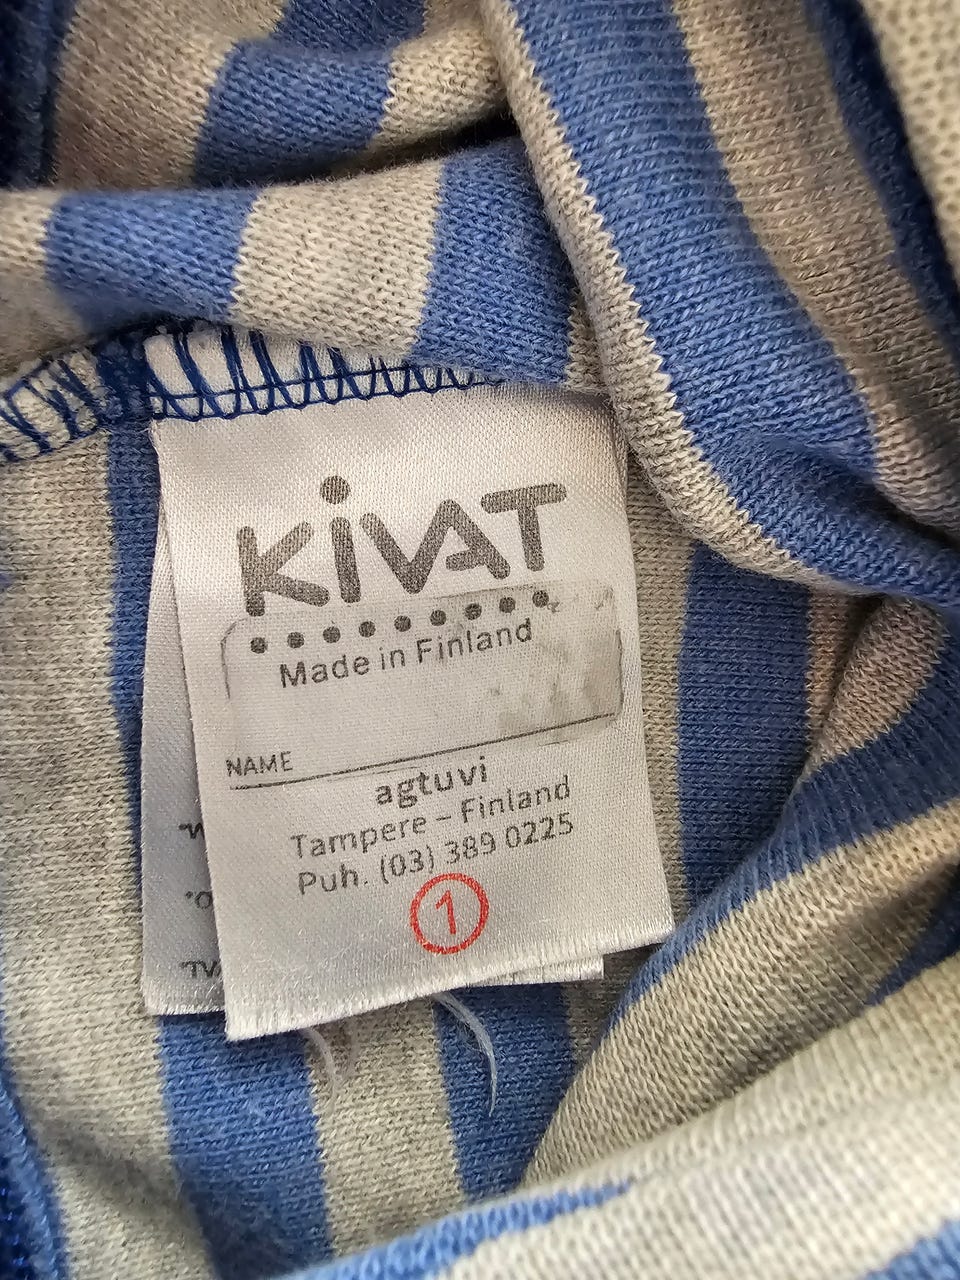 KIVAT
Made in Finland
NAME
agtuvi
Tampere – Finland
Puh. (03) 389 0225
1